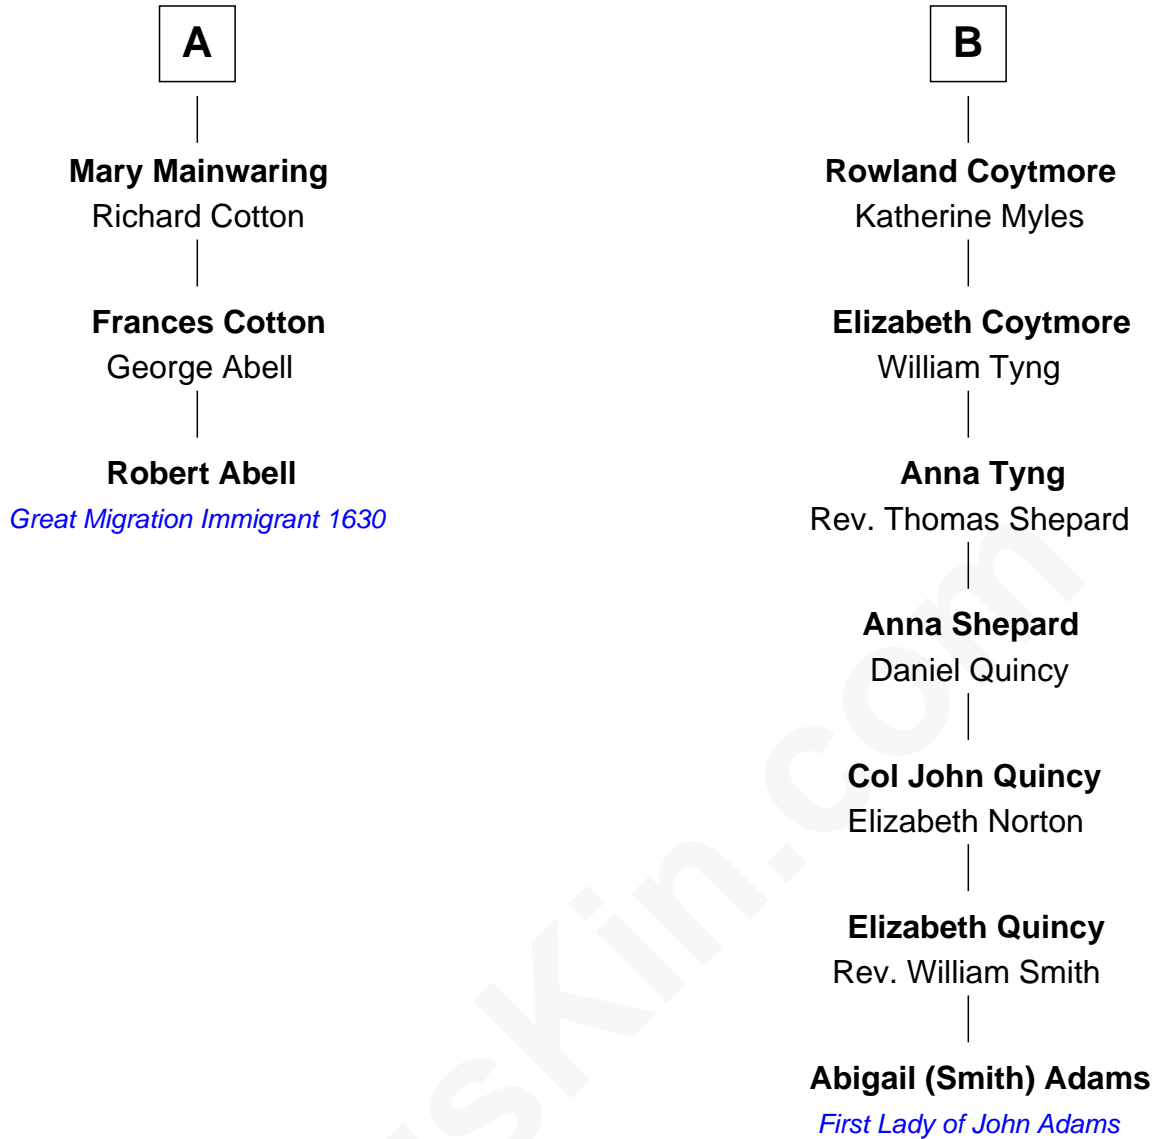 A
Mary Mainwaring
Richard Cotton
Frances Cotton
George Abell
Robert Abell
Great Migration Immigrant 1630
B
Rowland Coytmore
Katherine Myles
Elizabeth Coytmore
William Tyng
Anna Tyng
Rev. Thomas Shepard
Anna Shepard
Daniel Quincy
Col John Quincy
Elizabeth Norton
Elizabeth Quincy
Rev. William Smith
Abigail (Smith) Adams
First Lady of John Adams
sKin.com